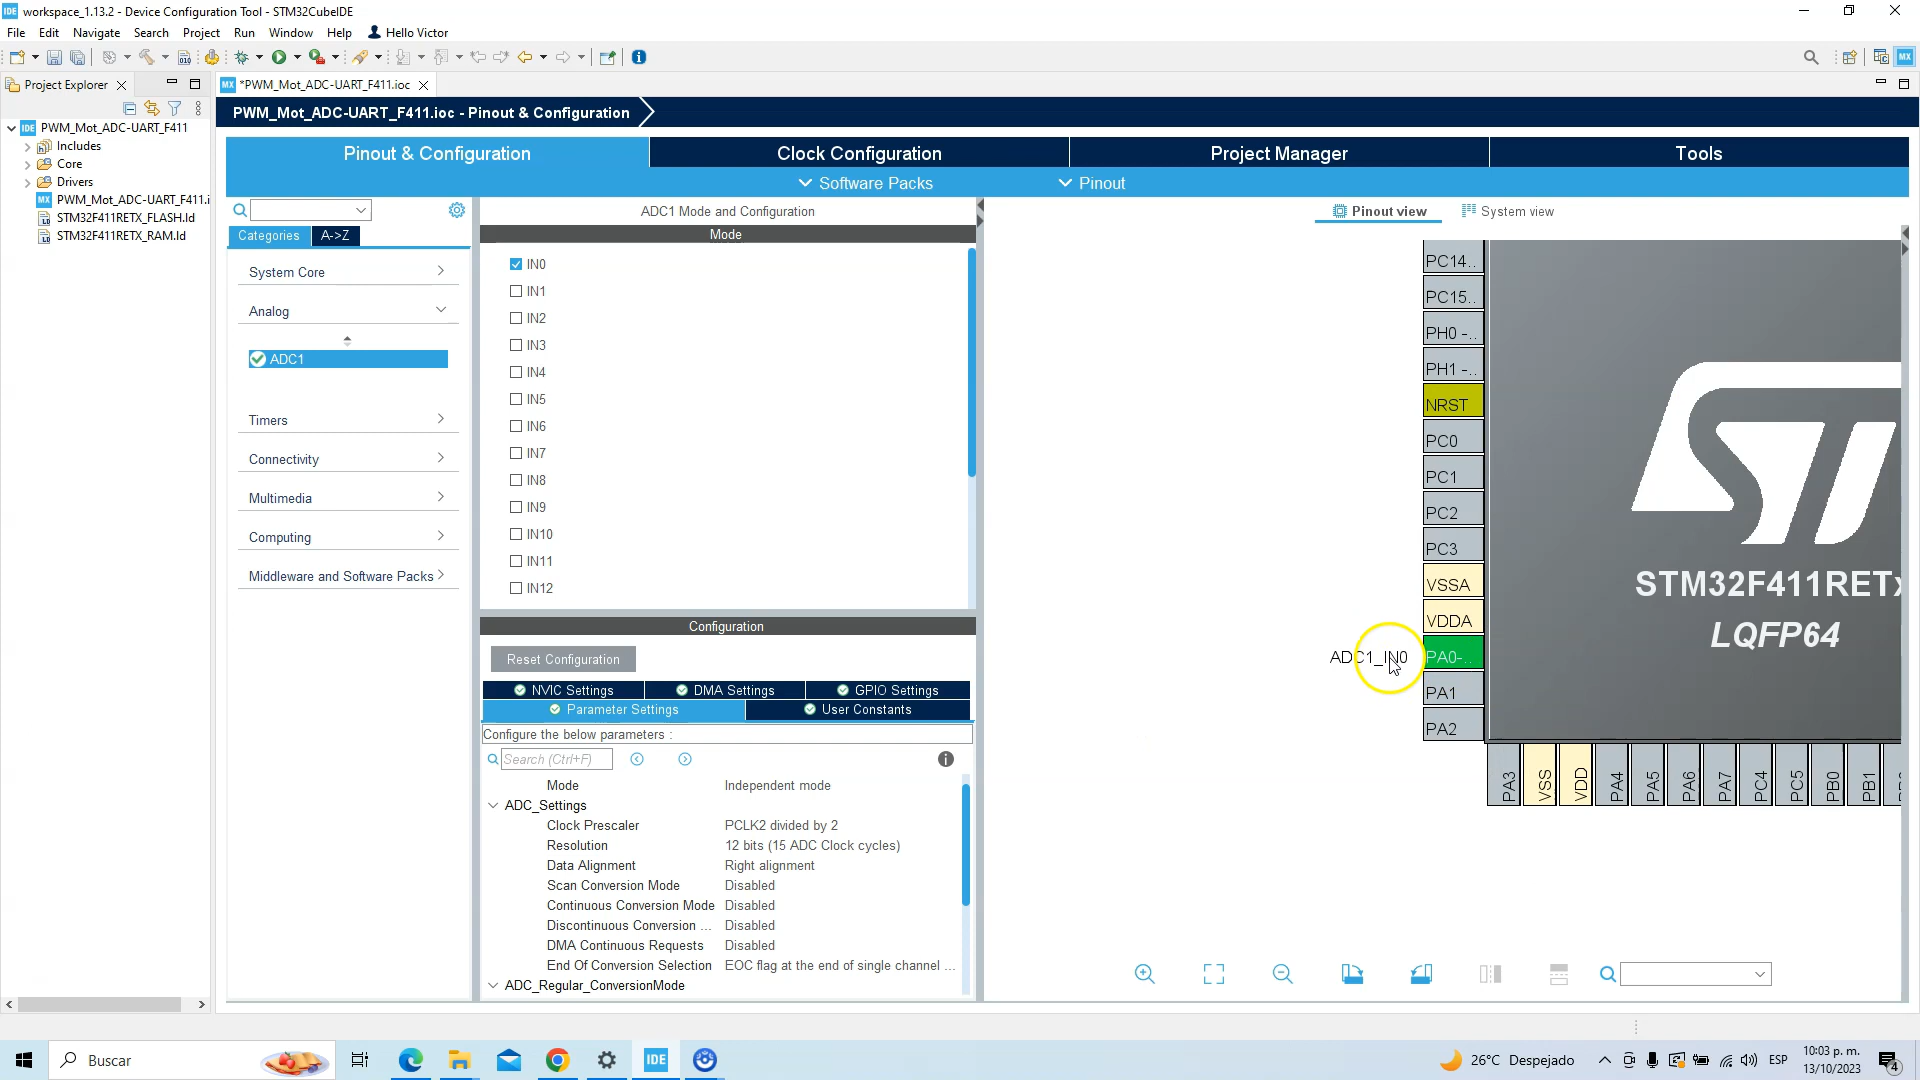 workspace_1.13.2 - Device Configuration Tool - STM32CubeIDE
File Edit Navigate Search Project Run Window Help Hello Victor
Project Explorer
*PWM_Mot_ADC-UART_F411.ioc
PWM_Mot_ADC-UART_F411.ioc - Pinout & Configuration
PWM_Mot_ADC-UART_F411
Includes
Core
Drivers
PWM_Mot_ADC-UART_F411.i
STM32F411RETX_FLASH.ld
STM32F411RETX_RAM.ld
Pinout & Configuration
Clock Configuration
Project Manager
Tools
Software Packs
Pinout
Categories
A->Z
System Core
Analog
ADC1
Timers
Connectivity
Multimedia
Computing
Middleware and Software Packs
ADC1 Mode and Configuration
Mode
IN0
IN1
IN2
IN3
IN4
IN5
IN6
IN7
IN8
IN9
IN10
IN11
IN12
Configuration
Reset Configuration
NVIC Settings
DMA Settings
GPIO Settings
Parameter Settings
User Constants
Configure the below parameters :
Search (Ctrl+F)
Mode Independent mode
ADC_Settings
Clock Prescaler PCLK2 divided by 2
Resolution 12 bits (15 ADC Clock cycles)
Data Alignment Right alignment
Scan Conversion Mode Disabled
Continuous Conversion Mode Disabled
Discontinuous Conversion ... Disabled
DMA Continuous Requests Disabled
End Of Conversion Selection EOC flag at the end of single channel ...
ADC_Regular_ConversionMode
Pinout view
System view
PC14..
PC15..
PH0 -..
PH1 -..
NRST
PC0
PC1
PC2
PC3
VSSA
VDDA
ADC1_IN0 PA0-..
PA1
PA2
STM32F411RETx
LQFP64
PA3
VSS
VDD
PA4
PA5
PA6
PA7
PC4
PC5
PB0
PB1
Buscar
26°C Despejado
ESP
10:03 p. m.
13/10/2023
4